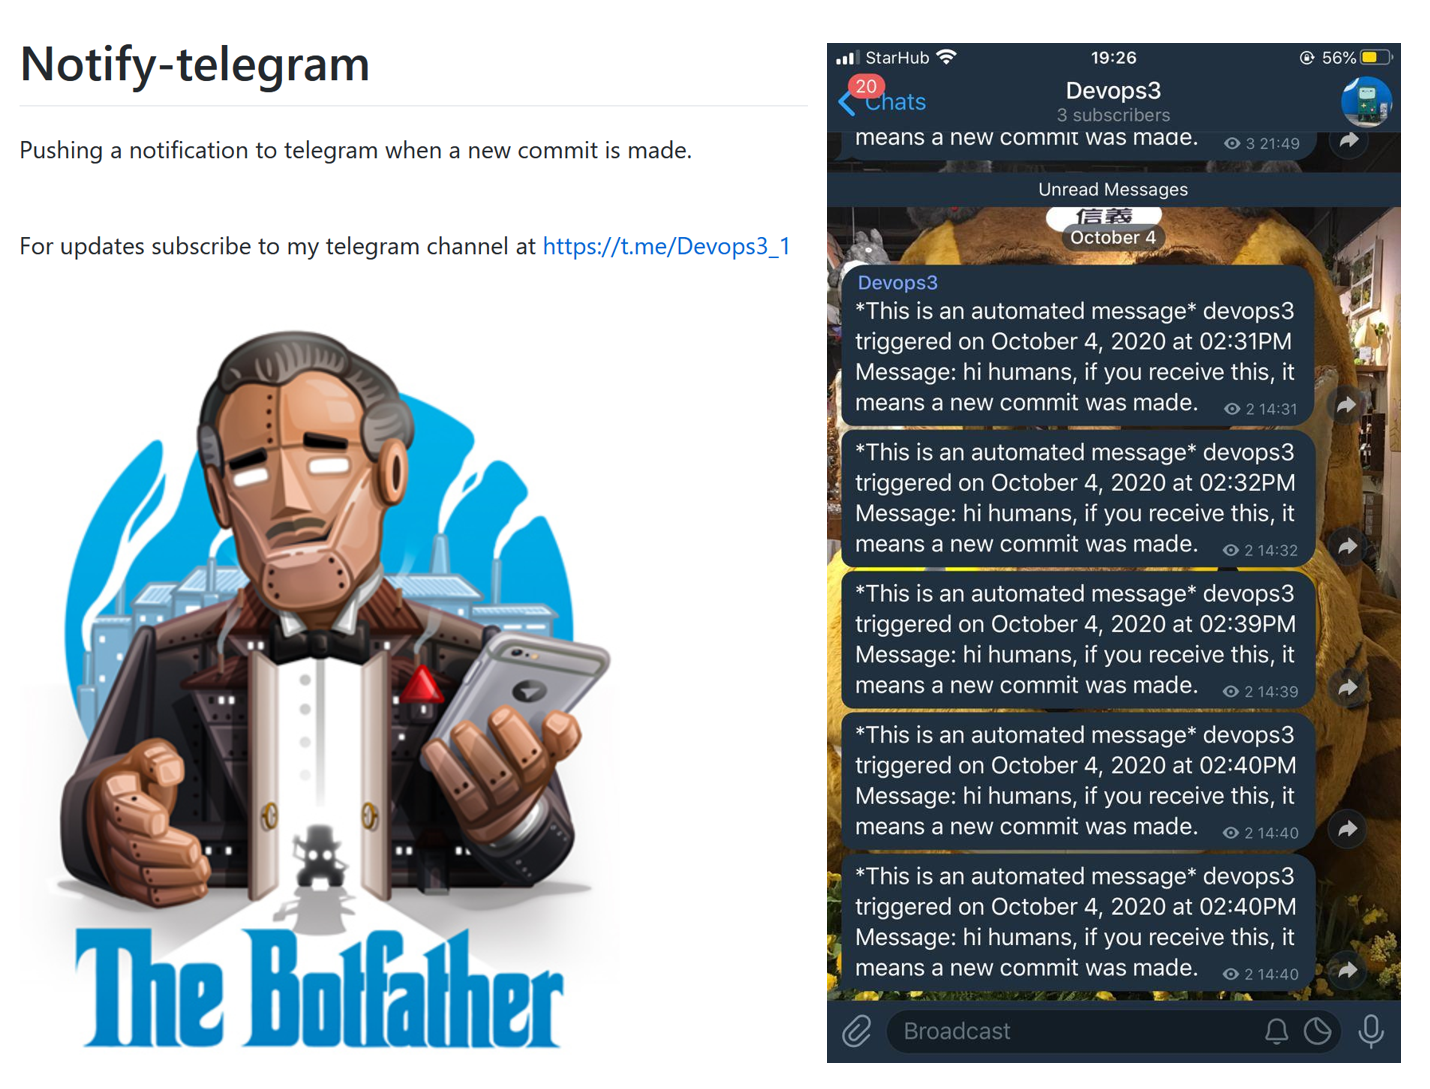 Notify-telegram
Pushing a notification to telegram when a new commit is made.
For updates subscribe to my telegram channel at https://t.me/Devops3_1
The Botfather
StarHub
19:26
56%
20
Chats
Devops3
3 subscribers
means a new commit was made. 3 21:49
Unread Messages
信義
October 4
Devops3
*This is an automated message* devops3
triggered on October 4, 2020 at 02:31PM
Message: hi humans, if you receive this, it
means a new commit was made. 2 14:31
*This is an automated message* devops3
triggered on October 4, 2020 at 02:32PM
Message: hi humans, if you receive this, it
means a new commit was made. 2 14:32
*This is an automated message* devops3
triggered on October 4, 2020 at 02:39PM
Message: hi humans, if you receive this, it
means a new commit was made. 2 14:39
*This is an automated message* devops3
triggered on October 4, 2020 at 02:40PM
Message: hi humans, if you receive this, it
means a new commit was made. 2 14:40
*This is an automated message* devops3
triggered on October 4, 2020 at 02:40PM
Message: hi humans, if you receive this, it
means a new commit was made. 2 14:40
Broadcast